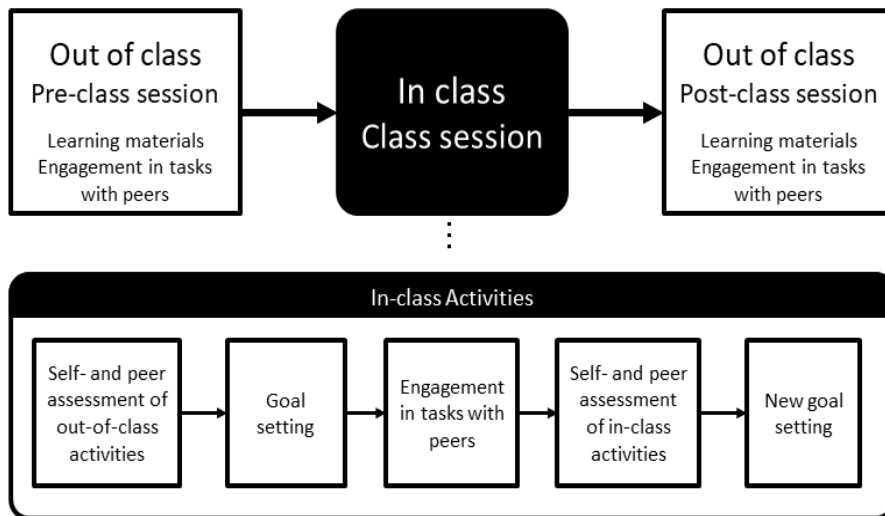 Out of class
Pre-class session
Learning materials
Engagement in tasks
with peers
In class
Class session
Out of class
Post-class session
Learning materials
Engagement in tasks
with peers
In-class Activities
Self- and peer
assessment of
out-of-class
activities
Goal
setting
Engagement
in tasks with
peers
Self- and peer
assessment
of in-class
activities
New goal
setting